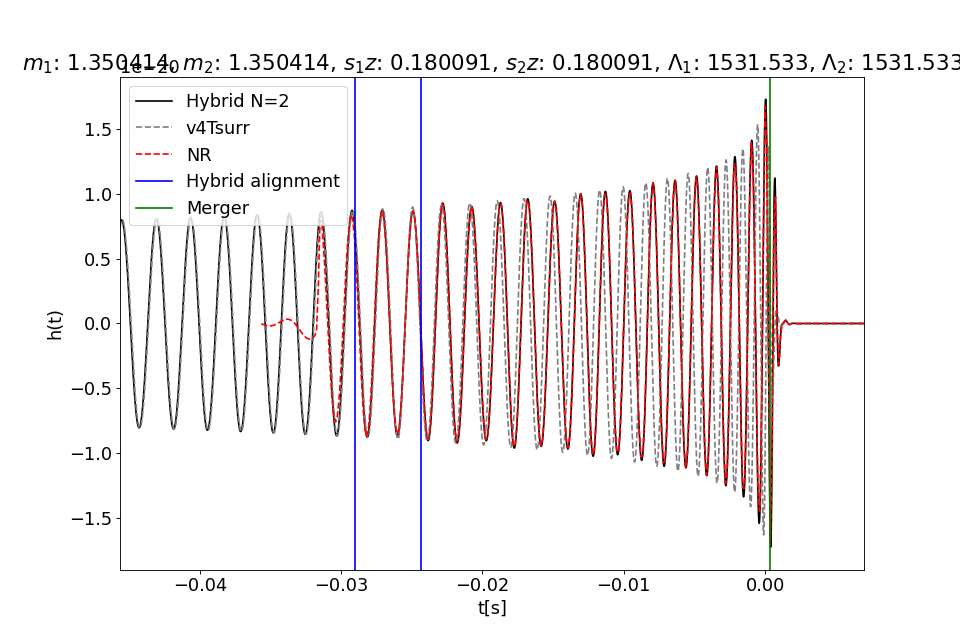 m₁: 1.350414, m₂: 1.350414, s₁z: 0.180091, s₂z: 0.180091, Λ₁: 1531.533, Λ₂: 1531.533
1e−20
Hybrid N=2
v4Tsurr
NR
Hybrid alignment
Merger
1.5
1.0
0.5
0.0
−0.5
−1.0
−1.5
h(t)
−0.04 −0.03 −0.02 −0.01 0.00
t[s]